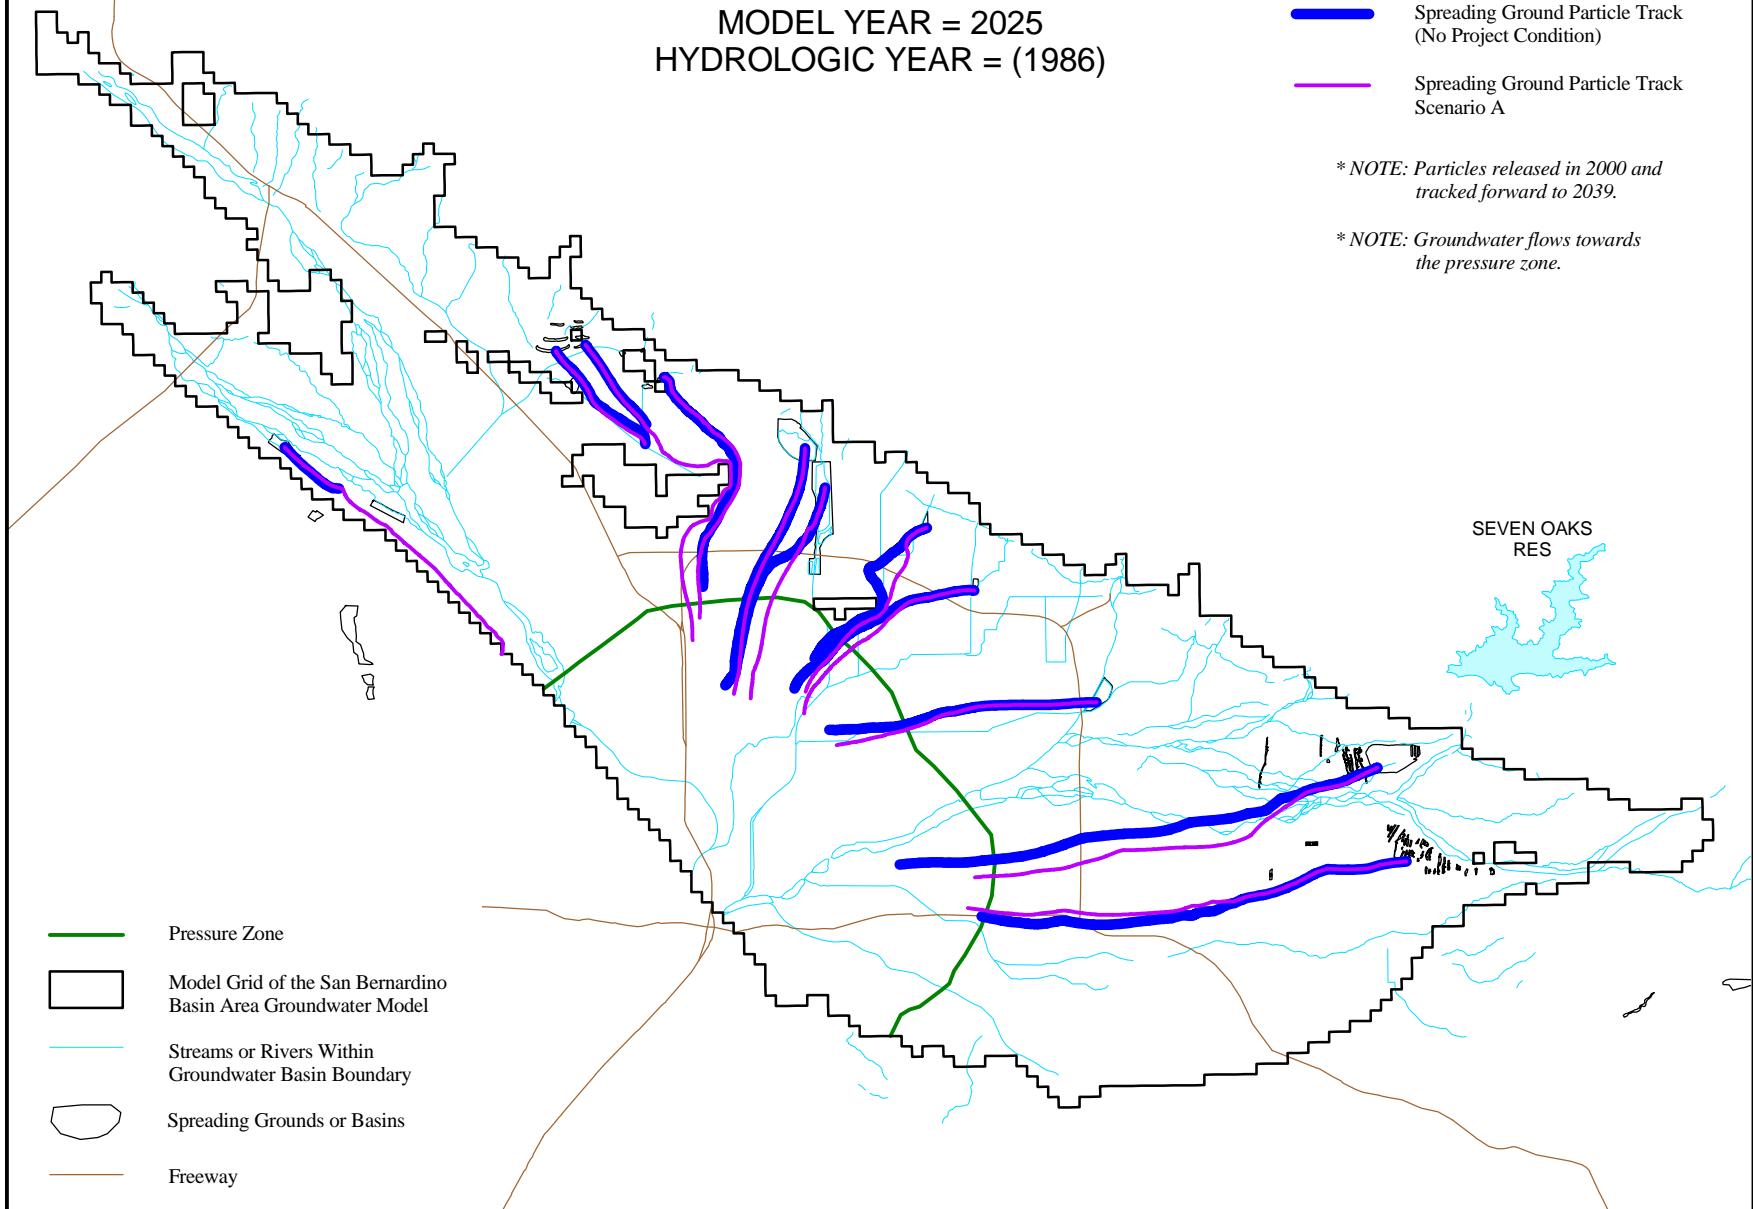 MODEL YEAR = 2025
HYDROLOGIC YEAR = (1986)
Spreading Ground Particle Track
(No Project Condition)
Spreading Ground Particle Track
Scenario A
* NOTE: Particles released in 2000 and
tracked forward to 2039.
* NOTE: Groundwater flows towards
the pressure zone.
SEVEN OAKS
RES
Pressure Zone
Model Grid of the San Bernardino
Basin Area Groundwater Model
Streams or Rivers Within
Groundwater Basin Boundary
Spreading Grounds or Basins
Freeway